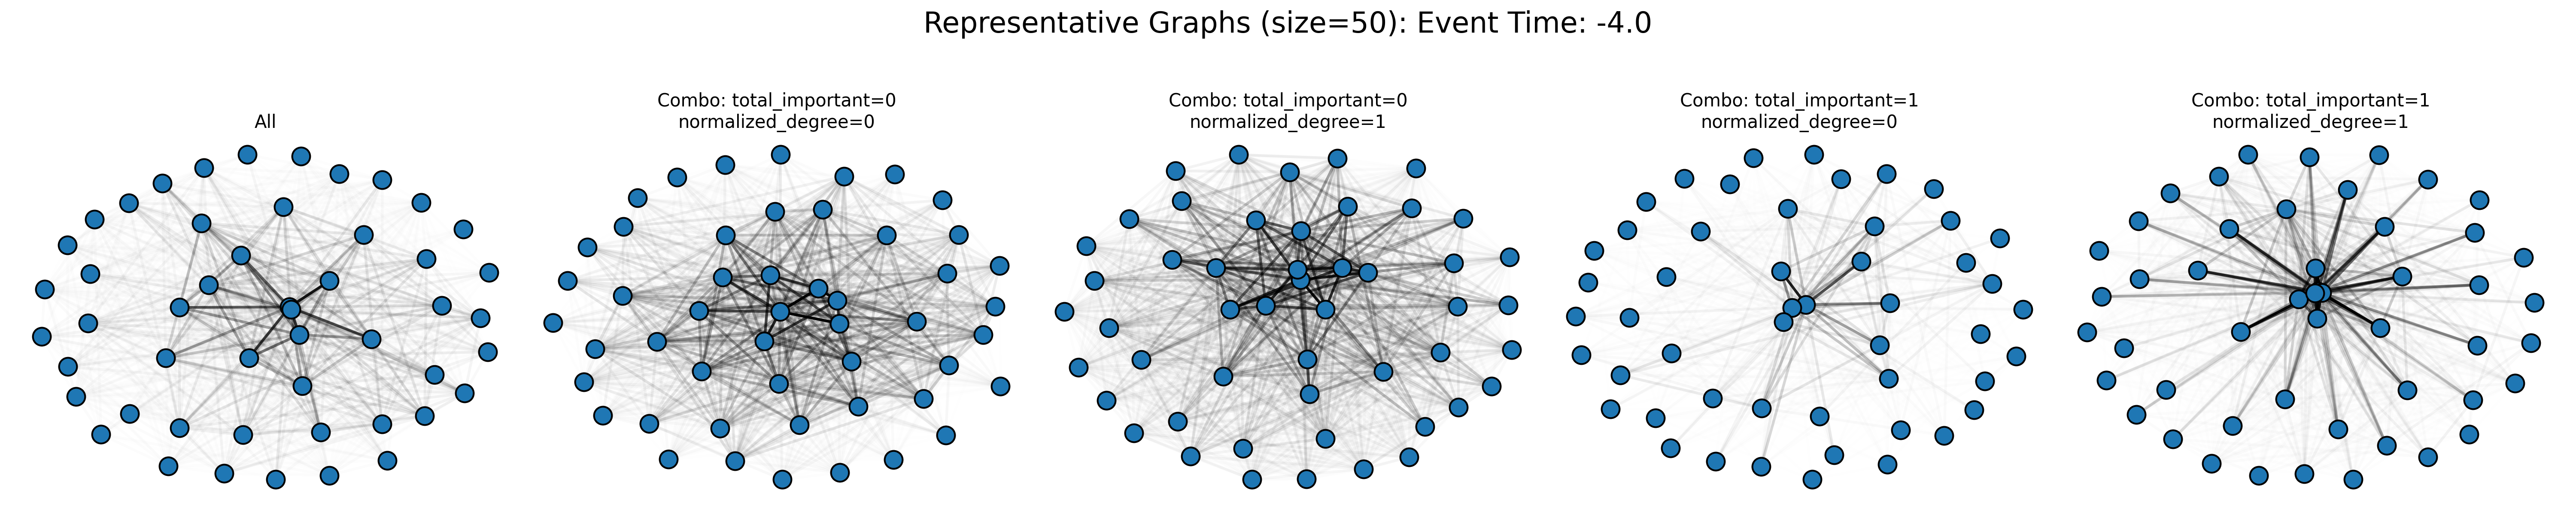 Representative Graphs (size=50): Event Time: -4.0
All
Combo: total_important=0
normalized_degree=0
Combo: total_important=0
normalized_degree=1
Combo: total_important=1
normalized_degree=0
Combo: total_important=1
normalized_degree=1